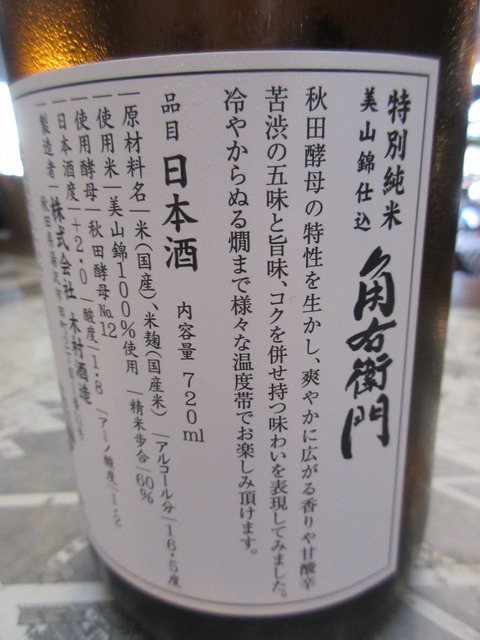 特別純米
美山錦仕込
角右衛門
秋田酵母の特性を生かし、爽やかに広がる香りや甘酸辛
苦渋の五味と旨味、コクを併せ持つ味わいを表現してみました。
冷やからぬる燗まで様々な温度帯でお楽しみ頂けます。
品目 日本酒 内容量 720ml
原材料名 米(国産)、米麹(国産米) アルコール分 16.5度
使用米 美山錦100%使用 精米歩合 60%
使用酵母 秋田酵母No.12
日本酒度 +2.0 酸度 1.8 アミノ酸度 1.2
製造者 株式会社 木村酒造
秋田県湯沢市田町